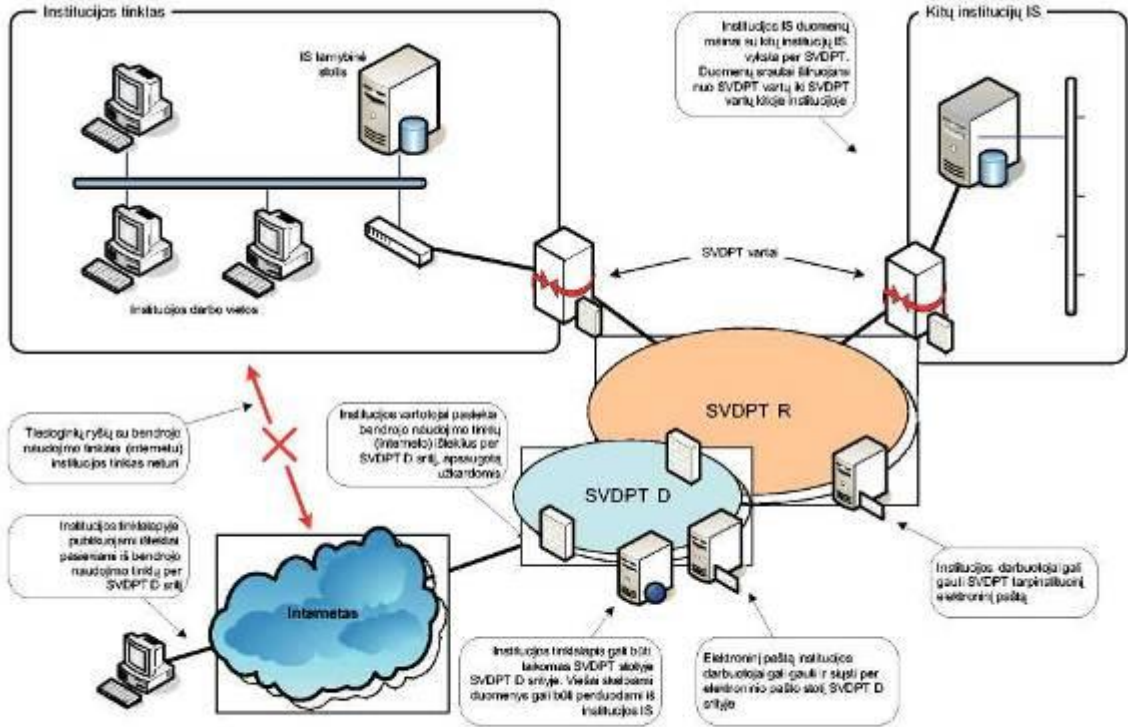 Institucijos tinklas
Kitų institucijų IS
IS tarnybinė
stotis
Institucijos IS duomenų
mainai su kitų institucijų IS
vyksta per SVDPT.
Duomenų srautai šifruojami
nuo SVDPT vartų iki SVDPT
vartų kitoje institucijoje
SVDPT vartai
Institucijos darbo vietos
SVDPT R
Tiesioginių ryšių su bendrojo
naudojimo tinklais (internetu)
institucijos tinklas neturi
Institucijos vartotojai pasiekia
bendrojo naudojimo tinklų
(interneto) išteklius per
SVDPT D sritį, apsaugotą
užkardomis
SVDPT D
Institucijos tinklalapyje
publikuojami ištekliai
pasiekiami iš bendrojo
naudojimo tinklų per
SVDPT D sritį
Internetas
Institucijos darbuotojai gali
gauti SVDPT tarpinstitucinį
elektroninį paštą
Institucijos tinklalapis gali būti
laikomas SVDPT stotyje
SVDPT D srityje. Viešai skelbiami
duomenys gali būti perduodami iš
institucijos IS
Elektroninį paštą institucijos
darbuotojai gali gauti ir siųsti per
elektroninio pašto stotį SVDPT D
srityje